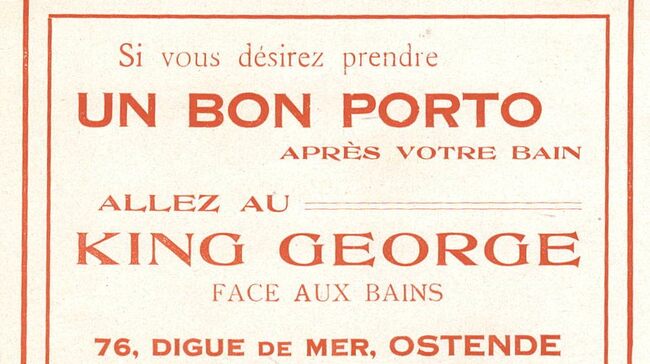 Si vous désirez prendre
UN BON PORTO
APRÈS VOTRE BAIN
ALLEZ AU
KING GEORGE
FACE AUX BAINS
76, DIGUE DE MER, OSTENDE